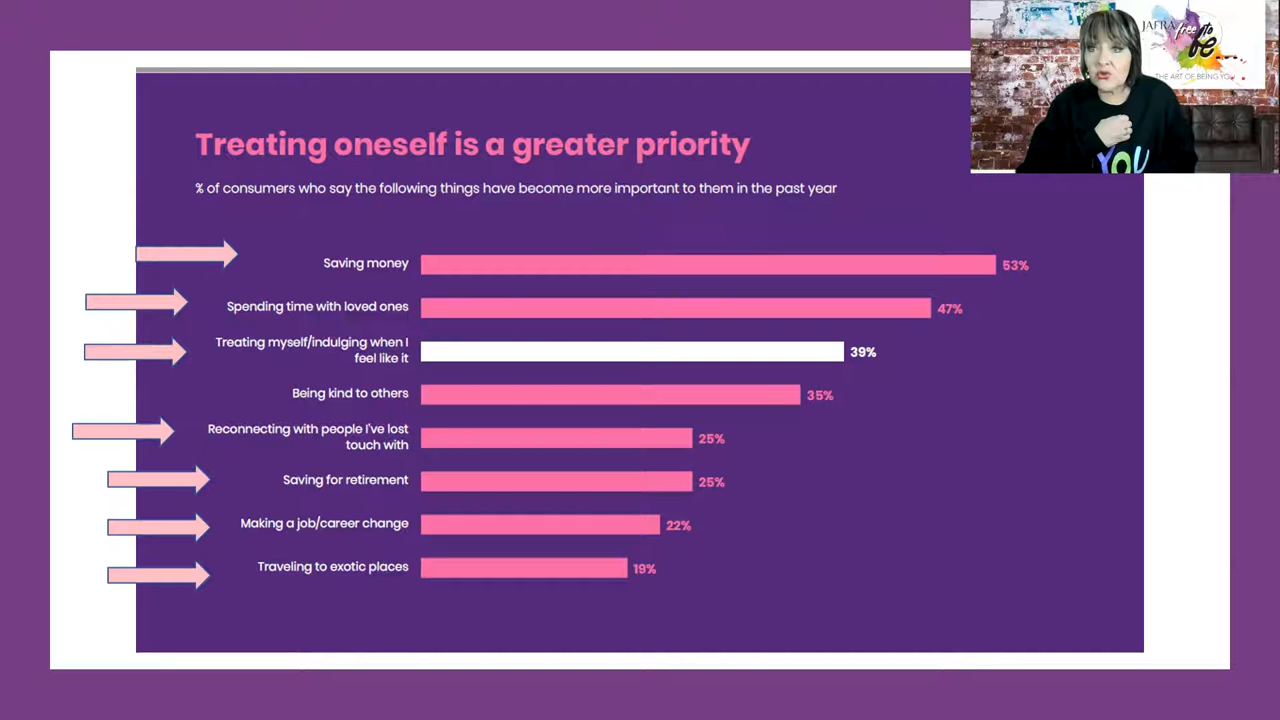 Treating oneself is a greater priority
% of consumers who say the following things have become more important to them in the past year
Saving money
53%
Spending time with loved ones
47%
Treating myself/indulging when I
feel like it
39%
Being kind to others
35%
Reconnecting with people I've lost
touch with
25%
Saving for retirement
25%
Making a job/career change
22%
Traveling to exotic places
19%
JAFRA
free to
be
THE ART OF BEING YOU
YOU